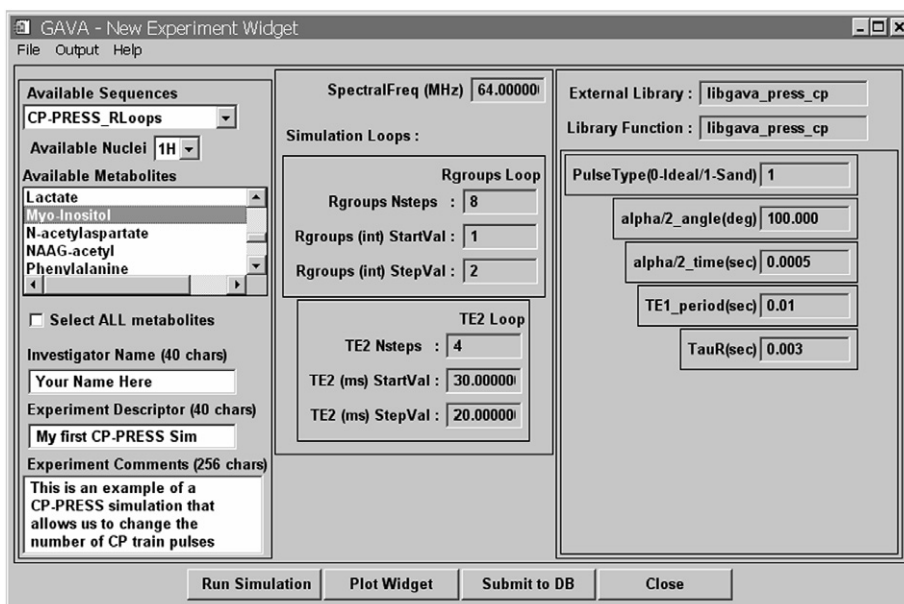 GAVA - New Experiment Widget
File Output Help
Available Sequences
CP-PRESS_RLoops
Available Nuclei 1H
Available Metabolites
Lactate
Myo-Inositol
N-acetylaspartate
NAAG-acetyl
Phenylalanine
Select ALL metabolites
Investigator Name (40 chars)
Your Name Here
Experiment Descriptor (40 chars)
My first CP-PRESS Sim
Experiment Comments (256 chars)
This is an example of a
CP-PRESS simulation that
allows us to change the
number of CP train pulses
SpectralFreq (MHz) 64.000000
Simulation Loops :
Rgroups Loop
Rgroups Nsteps : 8
Rgroups (int) StartVal : 1
Rgroups (int) StepVal : 2
TE2 Loop
TE2 Nsteps : 4
TE2 (ms) StartVal : 30.000000
TE2 (ms) StepVal : 20.000000
External Library : libgava_press_cp
Library Function : libgava_press_cp
PulseType(0-Ideal/1-Sand) 1
alpha/2_angle(deg) 100.000
alpha/2_time(sec) 0.0005
TE1_period(sec) 0.01
TauR(sec) 0.003
Run Simulation
Plot Widget
Submit to DB
Close